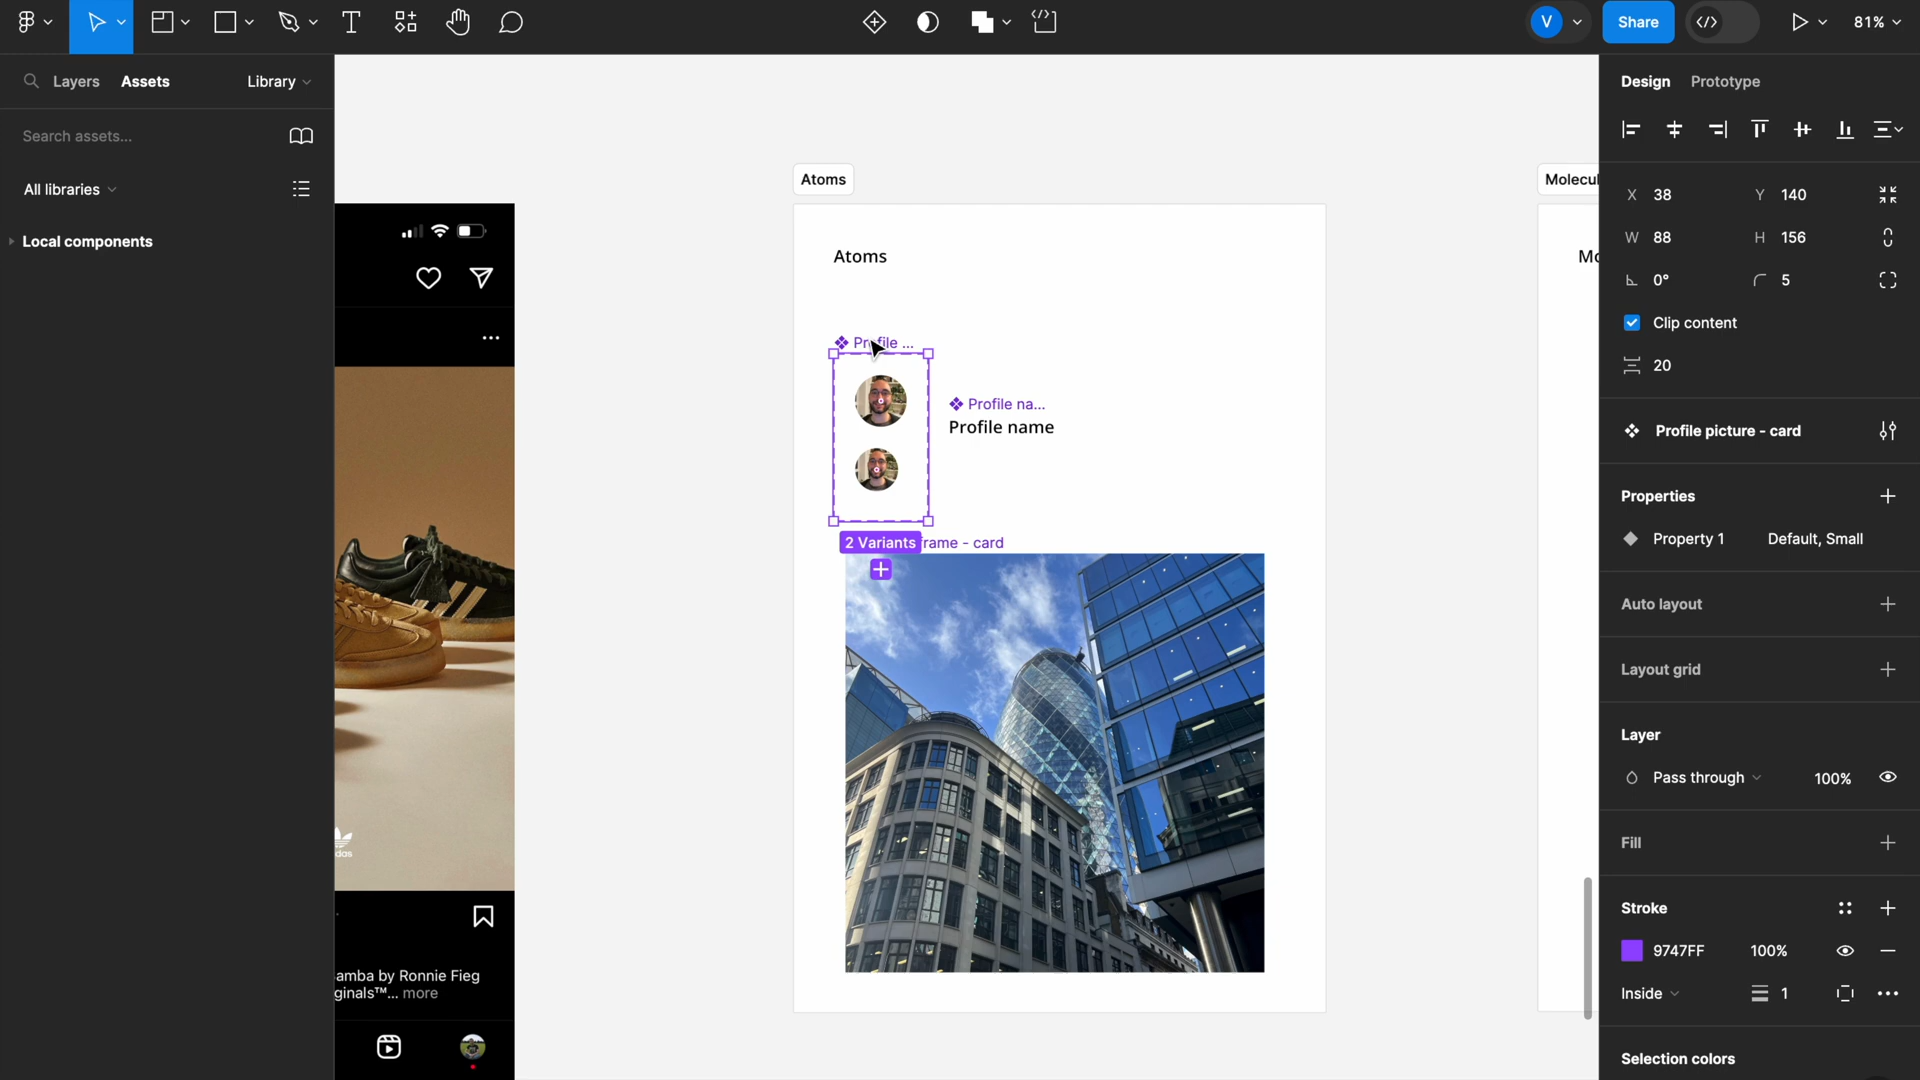 V
Share
81%
Layers
Assets
Library
Search assets...
All libraries
Local components
Atoms
Atoms
Profile ...
Profile na...
Profile name
2 Variants
rame - card
Molecul
Mo
das
amba by Ronnie Fieg
ginals™... more
Design
Prototype
X 38
Y 140
W 88
H 156
0°
5
Clip content
20
Profile picture - card
Properties
Property 1
Default, Small
Auto layout
Layout grid
Layer
Pass through
100%
Fill
Stroke
9747FF
100%
Inside
1
Selection colors